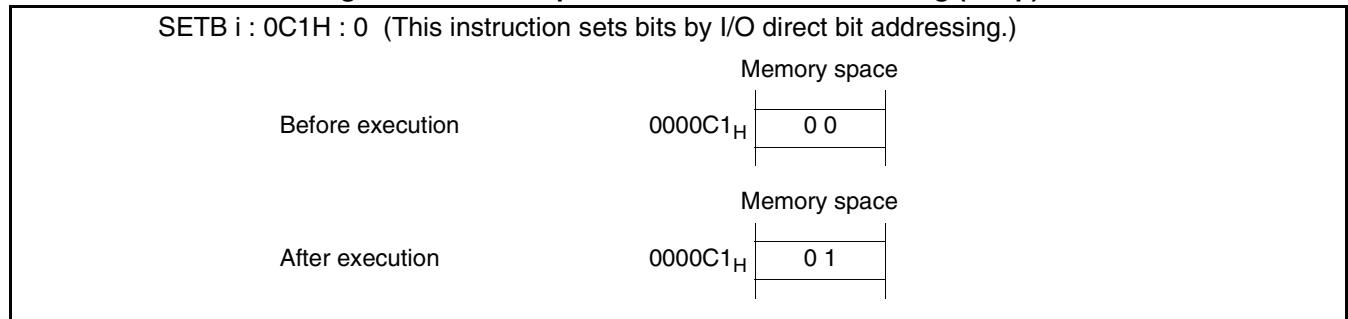 SETB i : 0C1H : 0 (This instruction sets bits by I/O direct bit addressing.)
Memory space
Before execution 0000C1H 0 0
Memory space
After execution 0000C1H 0 1